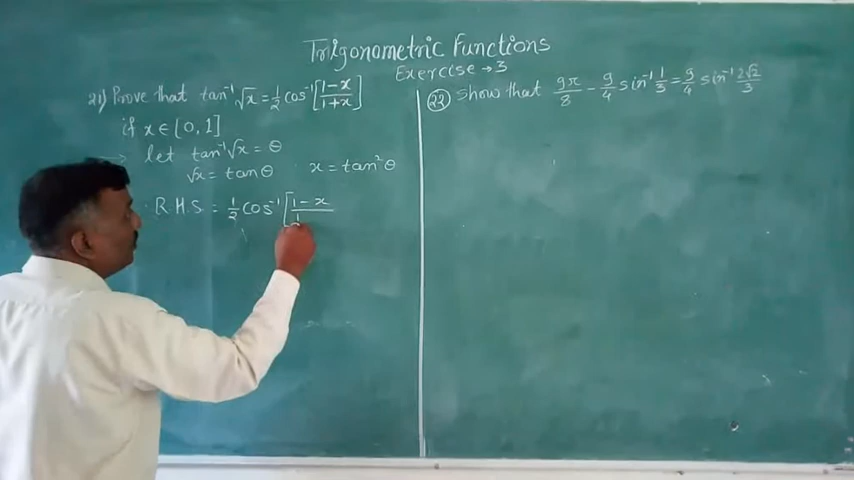 Trigonometric Functions
Exercise → 3
21) Prove that tan⁻¹√x = 1/2 cos⁻¹[(1-x)/(1+x)]
if x ∈ [0, 1]
→ let tan⁻¹√x = θ
√x = tanθ x = tan²θ
R.H.S. = 1/2 cos⁻¹[(1-x)/1
22) Show that 9π/8 - 9/4 sin⁻¹ 1/3 = 9/4 sin⁻¹ 2√2/3